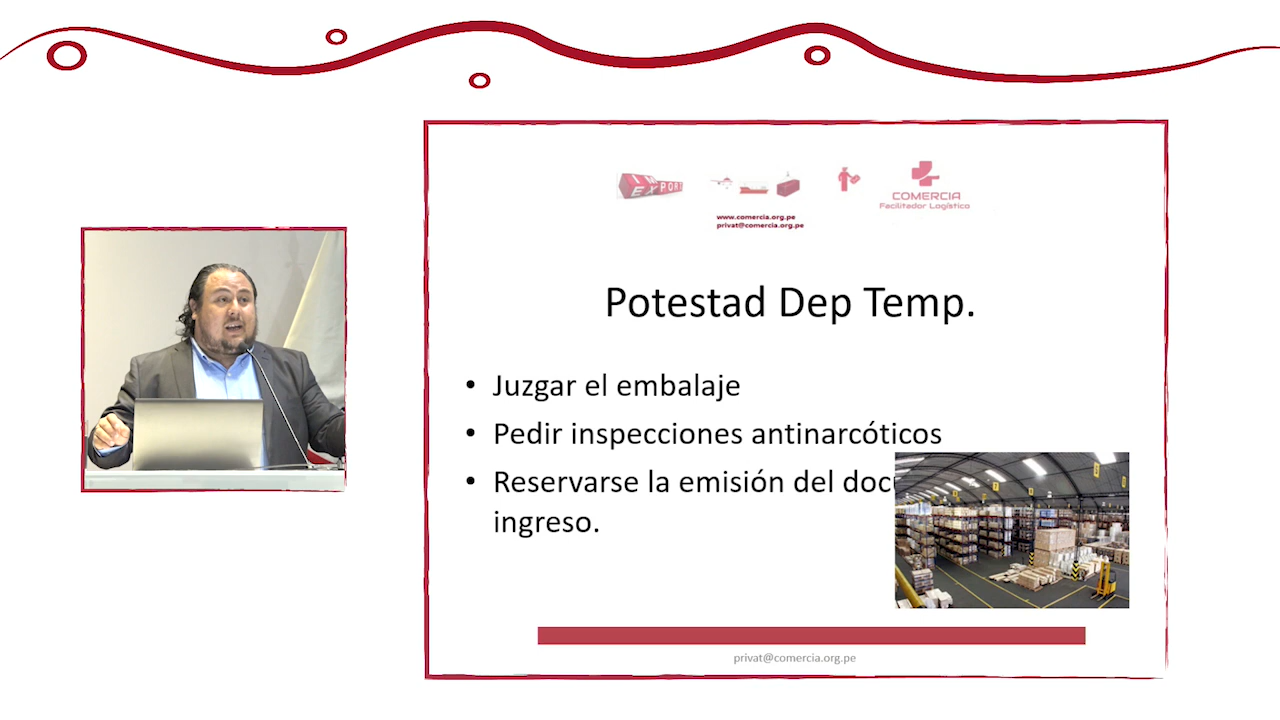 IM
EXPORT
COMERCIA
Facilitador Logístico
www.comercia.org.pe
privat@comercia.org.pe
Potestad Dep Temp.
• Juzgar el embalaje
• Pedir inspecciones antinarcóticos
• Reservarse la emisión del
ingreso.
privat@comercia.org.pe